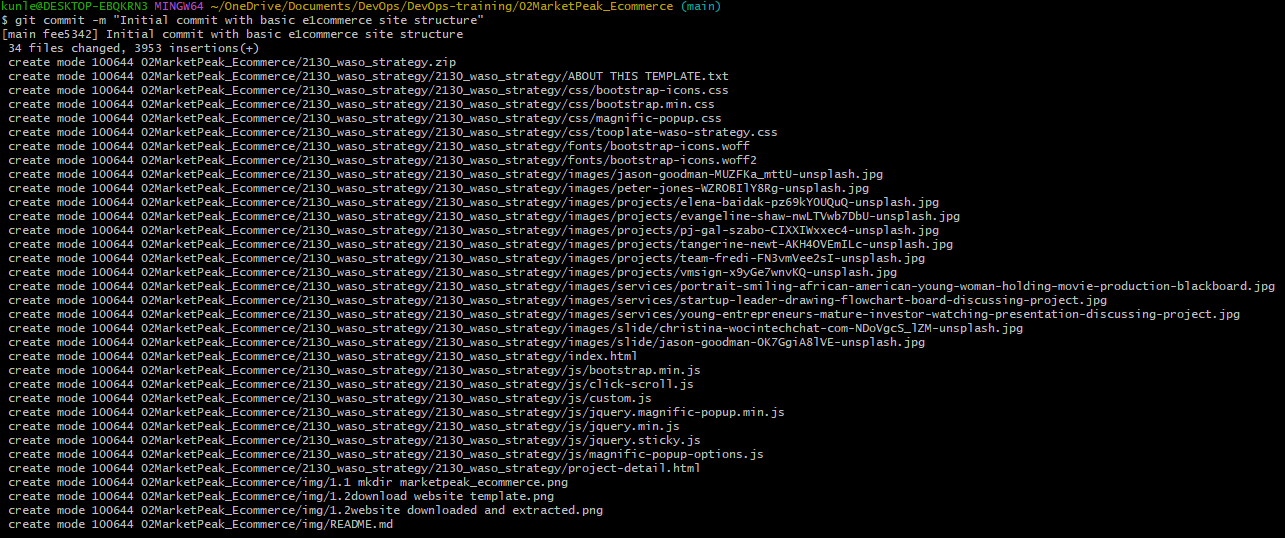 kunle@DESKTOP-EBQKRN3 MINGW64 ~/OneDrive/Documents/DevOps/DevOps-training/02MarketPeak_Ecommerce (main)
$ git commit -m "Initial commit with basic e1commerce site structure"
[main fee5342] Initial commit with basic e1commerce site structure
 34 files changed, 3953 insertions(+)
 create mode 100644 02MarketPeak_Ecommerce/2130_waso_strategy.zip
 create mode 100644 02MarketPeak_Ecommerce/2130_waso_strategy/2130_waso_strategy/ABOUT THIS TEMPLATE.txt
 create mode 100644 02MarketPeak_Ecommerce/2130_waso_strategy/2130_waso_strategy/css/bootstrap-icons.css
 create mode 100644 02MarketPeak_Ecommerce/2130_waso_strategy/2130_waso_strategy/css/bootstrap.min.css
 create mode 100644 02MarketPeak_Ecommerce/2130_waso_strategy/2130_waso_strategy/css/magnific-popup.css
 create mode 100644 02MarketPeak_Ecommerce/2130_waso_strategy/2130_waso_strategy/css/tooplate-waso-strategy.css
 create mode 100644 02MarketPeak_Ecommerce/2130_waso_strategy/2130_waso_strategy/fonts/bootstrap-icons.woff
 create mode 100644 02MarketPeak_Ecommerce/2130_waso_strategy/2130_waso_strategy/fonts/bootstrap-icons.woff2
 create mode 100644 02MarketPeak_Ecommerce/2130_waso_strategy/2130_waso_strategy/images/jason-goodman-MUZFKa_mttU-unsplash.jpg
 create mode 100644 02MarketPeak_Ecommerce/2130_waso_strategy/2130_waso_strategy/images/peter-jones-WZROBIlY8Rg-unsplash.jpg
 create mode 100644 02MarketPeak_Ecommerce/2130_waso_strategy/2130_waso_strategy/images/projects/elena-baidak-pz69kYOUQuQ-unsplash.jpg
 create mode 100644 02MarketPeak_Ecommerce/2130_waso_strategy/2130_waso_strategy/images/projects/evangeline-shaw-nwLTVwb7DbU-unsplash.jpg
 create mode 100644 02MarketPeak_Ecommerce/2130_waso_strategy/2130_waso_strategy/images/projects/pj-gal-szabo-CIXXIWxxec4-unsplash.jpg
 create mode 100644 02MarketPeak_Ecommerce/2130_waso_strategy/2130_waso_strategy/images/projects/tangerine-newt-AKH4OVEmILc-unsplash.jpg
 create mode 100644 02MarketPeak_Ecommerce/2130_waso_strategy/2130_waso_strategy/images/projects/team-fredi-FN3vmVee2sI-unsplash.jpg
 create mode 100644 02MarketPeak_Ecommerce/2130_waso_strategy/2130_waso_strategy/images/projects/vmsign-x9yGe7wnvKQ-unsplash.jpg
 create mode 100644 02MarketPeak_Ecommerce/2130_waso_strategy/2130_waso_strategy/images/services/portrait-smiling-african-american-young-woman-holding-movie-production-blackboard.jpg
 create mode 100644 02MarketPeak_Ecommerce/2130_waso_strategy/2130_waso_strategy/images/services/startup-leader-drawing-flowchart-board-discussing-project.jpg
 create mode 100644 02MarketPeak_Ecommerce/2130_waso_strategy/2130_waso_strategy/images/services/young-entrepreneurs-mature-investor-watching-presentation-discussing-project.jpg
 create mode 100644 02MarketPeak_Ecommerce/2130_waso_strategy/2130_waso_strategy/images/slide/christina-wocintechchat-com-NDoVgcS_lZM-unsplash.jpg
 create mode 100644 02MarketPeak_Ecommerce/2130_waso_strategy/2130_waso_strategy/images/slide/jason-goodman-OK7GgiA8lVE-unsplash.jpg
 create mode 100644 02MarketPeak_Ecommerce/2130_waso_strategy/2130_waso_strategy/index.html
 create mode 100644 02MarketPeak_Ecommerce/2130_waso_strategy/2130_waso_strategy/js/bootstrap.min.js
 create mode 100644 02MarketPeak_Ecommerce/2130_waso_strategy/2130_waso_strategy/js/click-scroll.js
 create mode 100644 02MarketPeak_Ecommerce/2130_waso_strategy/2130_waso_strategy/js/custom.js
 create mode 100644 02MarketPeak_Ecommerce/2130_waso_strategy/2130_waso_strategy/js/jquery.magnific-popup.min.js
 create mode 100644 02MarketPeak_Ecommerce/2130_waso_strategy/2130_waso_strategy/js/jquery.min.js
 create mode 100644 02MarketPeak_Ecommerce/2130_waso_strategy/2130_waso_strategy/js/jquery.sticky.js
 create mode 100644 02MarketPeak_Ecommerce/2130_waso_strategy/2130_waso_strategy/js/magnific-popup-options.js
 create mode 100644 02MarketPeak_Ecommerce/2130_waso_strategy/2130_waso_strategy/project-detail.html
 create mode 100644 02MarketPeak_Ecommerce/img/1.1 mkdir marketpeak_ecommerce.png
 create mode 100644 02MarketPeak_Ecommerce/img/1.2download website template.png
 create mode 100644 02MarketPeak_Ecommerce/img/1.2website downloaded and extracted.png
 create mode 100644 02MarketPeak_Ecommerce/img/README.md